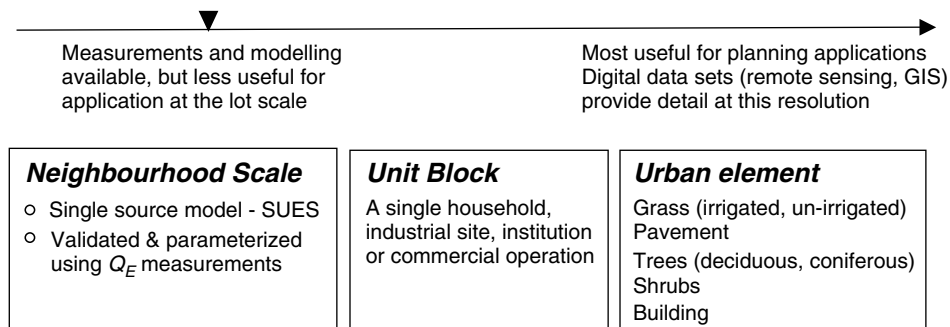 Measurements and modelling
available, but less useful for
application at the lot scale
Most useful for planning applications
Digital data sets (remote sensing, GIS)
provide detail at this resolution
Neighbourhood Scale
Single source model - SUES
Validated & parameterized
using Q_E measurements
Unit Block
A single household,
industrial site, institution
or commercial operation
Urban element
Grass (irrigated, un-irrigated)
Pavement
Trees (deciduous, coniferous)
Shrubs
Building